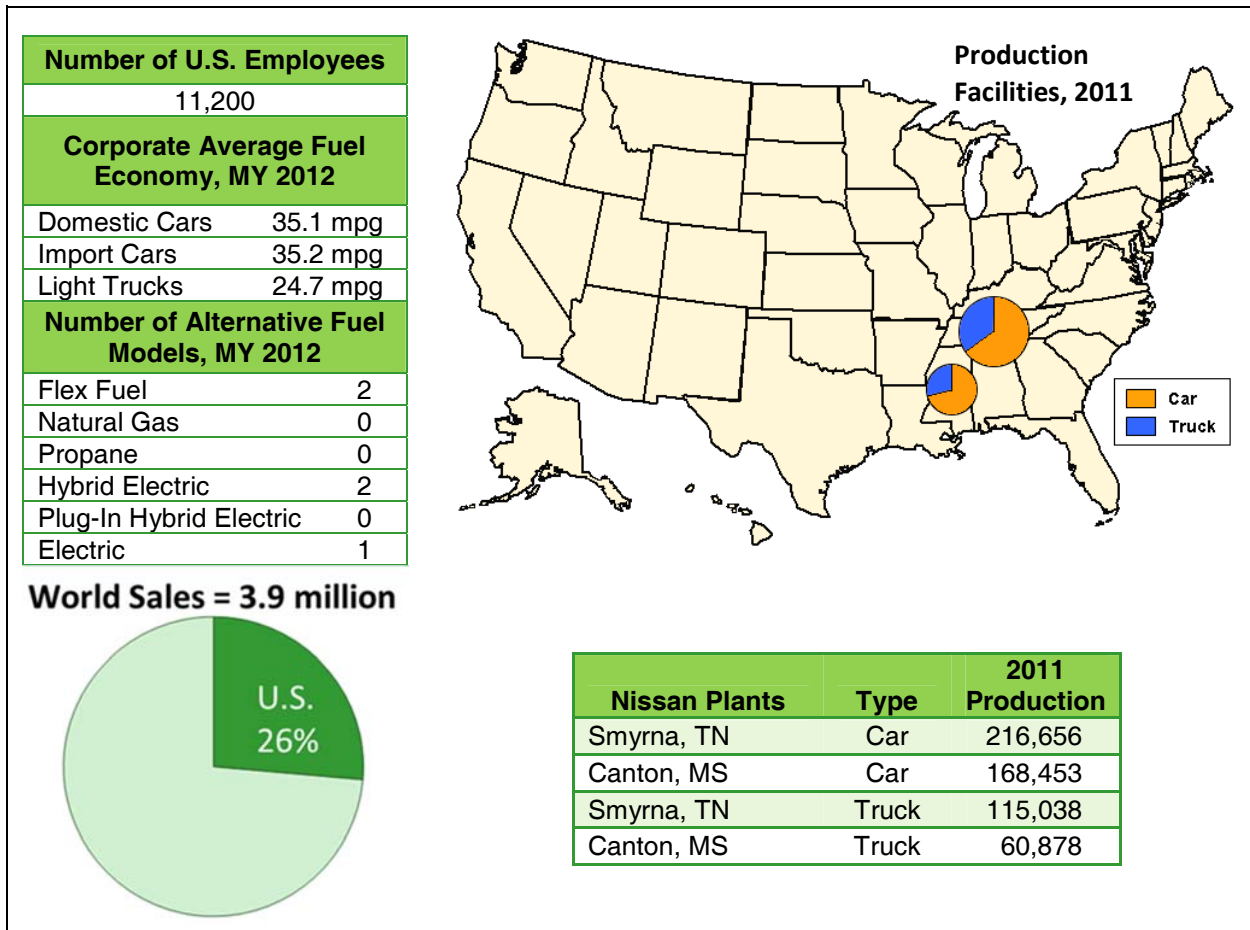 Number of U.S. Employees
11,200
Corporate Average Fuel
Economy, MY 2012
Domestic Cars 35.1 mpg
Import Cars 35.2 mpg
Light Trucks 24.7 mpg
Number of Alternative Fuel
Models, MY 2012
Flex Fuel 2
Natural Gas 0
Propane 0
Hybrid Electric 2
Plug-In Hybrid Electric 0
Electric 1
World Sales = 3.9 million
U.S.
26%
Production
Facilities, 2011
Car
Truck
2011
Nissan Plants Type Production
Smyrna, TN Car 216,656
Canton, MS Car 168,453
Smyrna, TN Truck 115,038
Canton, MS Truck 60,878